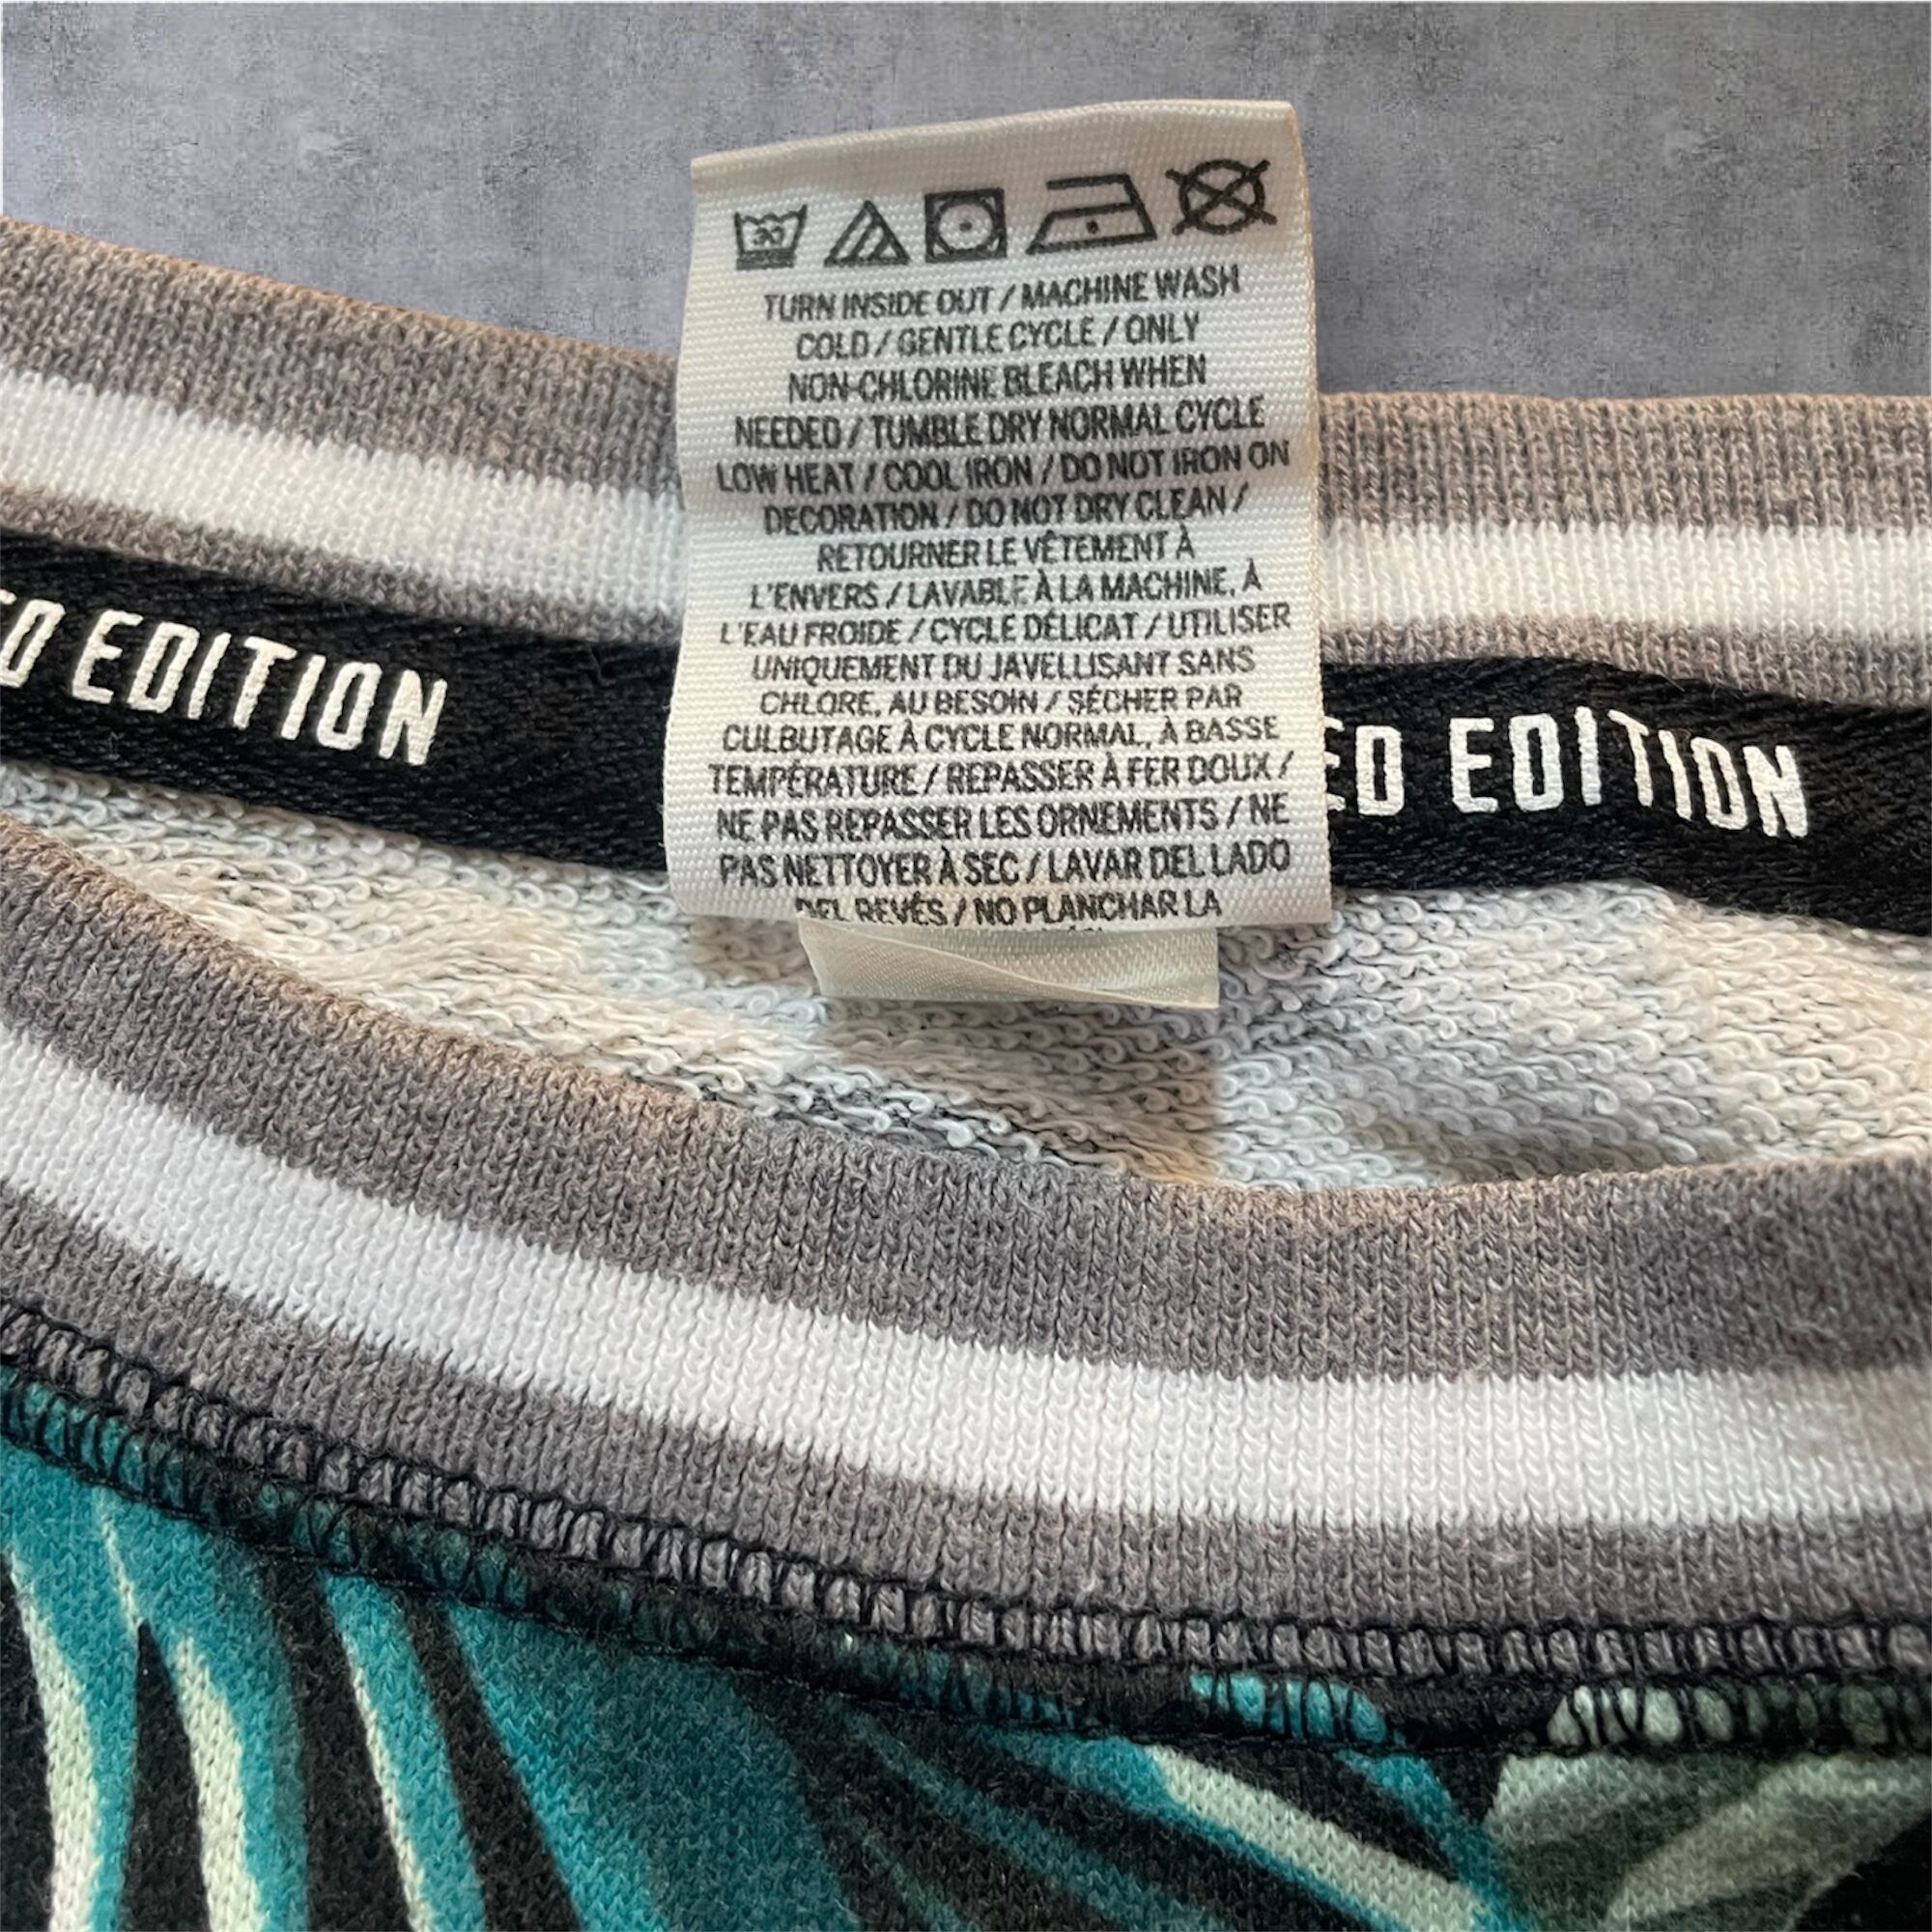 30
TURN INSIDE OUT / MACHINE WASH
COLD / GENTLE CYCLE / ONLY
NON-CHLORINE BLEACH WHEN
NEEDED / TUMBLE DRY NORMAL CYCLE
LOW HEAT / COOL IRON / DO NOT IRON ON
DECORATION / DO NOT DRY CLEAN /
RETOURNER LE VÊTEMENT À
L'ENVERS / LAVABLE À LA MACHINE, À
L'EAU FROIDE / CYCLE DÉLICAT / UTILISER
UNIQUEMENT DU JAVELLISANT SANS
CHLORE, AU BESOIN / SÉCHER PAR
CULBUTAGE À CYCLE NORMAL, À BASSE
TEMPÉRATURE / REPASSER À FER DOUX /
NE PAS REPASSER LES ORNEMENTS / NE
PAS NETTOYER À SEC / LAVAR DEL LADO
DEL REVÉS / NO PLANCHAR LA
ED EDITION
ED EDITION